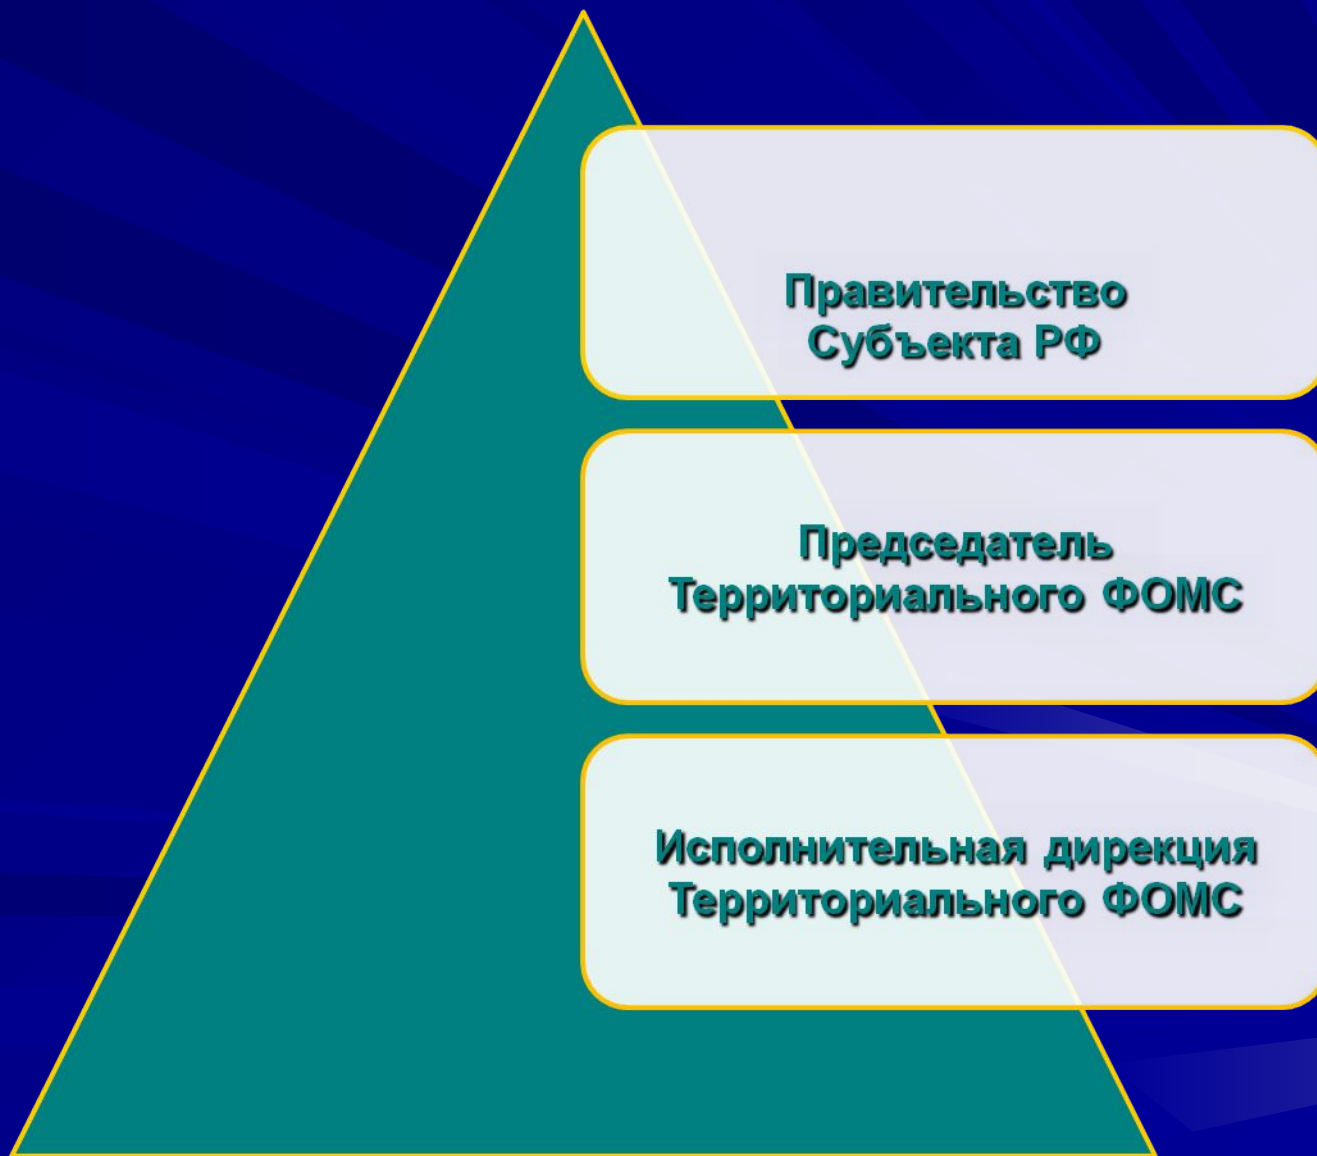 Правительство
Субъекта РФ
Председатель
Территориального ФОМС
Исполнительная дирекция
Территориального ФОМС